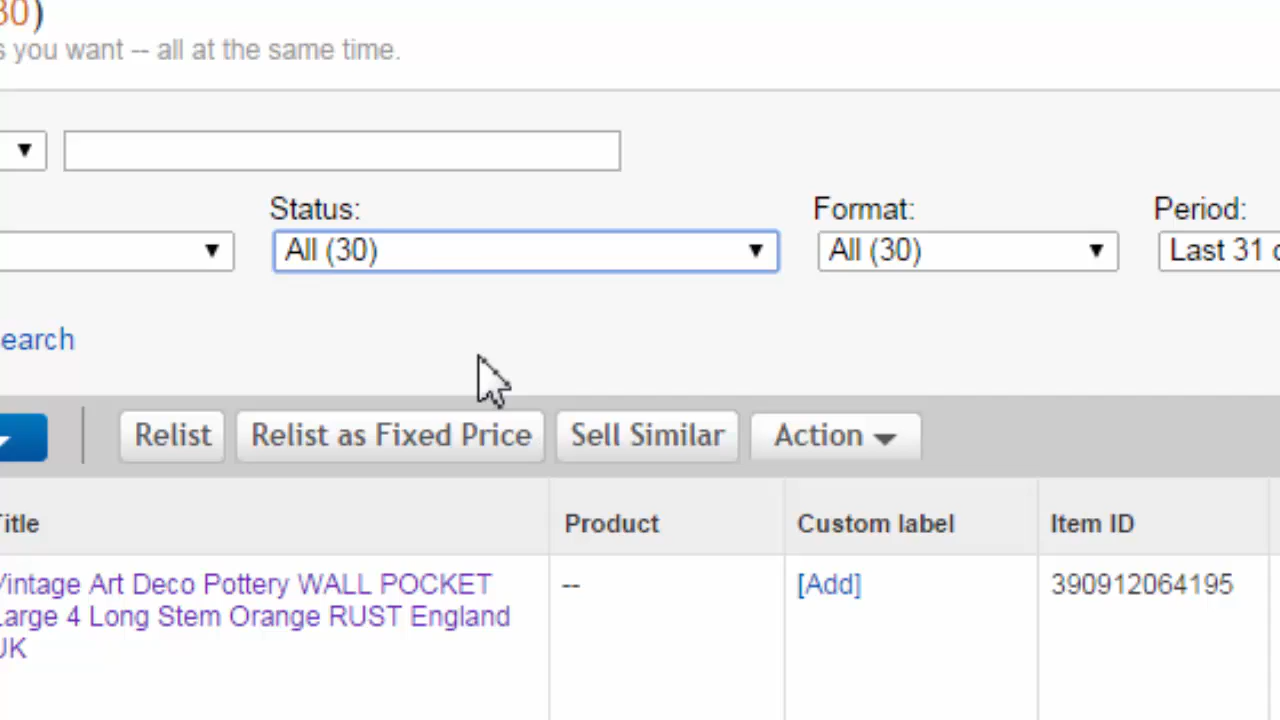 30)
s you want -- all at the same time.
Status:
Format:
Period:
All (30)
All (30)
Last 31
earch
Relist
Relist as Fixed Price
Sell Similar
Action
Title
Product
Custom label
Item ID
Vintage Art Deco Pottery WALL POCKET
Large 4 Long Stem Orange RUST England
UK
--
[Add]
390912064195